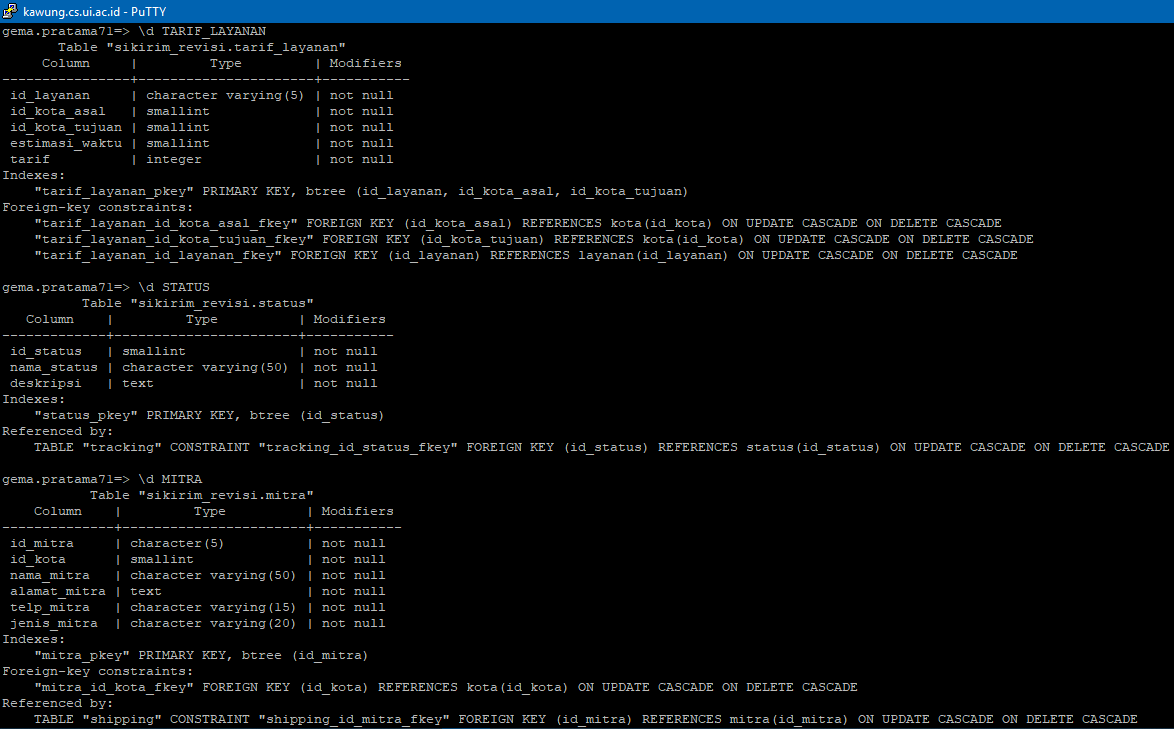 kawung.cs.ui.ac.id - PuTTY
gema.pratama71=> \d TARIF_LAYANAN
       Table "sikirim_revisi.tarif_layanan"
     Column     |         Type         | Modifiers
----------------+----------------------+-----------
 id_layanan     | character varying(5) | not null
 id_kota_asal   | smallint             | not null
 id_kota_tujuan | smallint             | not null
 estimasi_waktu | smallint             | not null
 tarif          | integer              | not null
Indexes:
    "tarif_layanan_pkey" PRIMARY KEY, btree (id_layanan, id_kota_asal, id_kota_tujuan)
Foreign-key constraints:
    "tarif_layanan_id_kota_asal_fkey" FOREIGN KEY (id_kota_asal) REFERENCES kota(id_kota) ON UPDATE CASCADE ON DELETE CASCADE
    "tarif_layanan_id_kota_tujuan_fkey" FOREIGN KEY (id_kota_tujuan) REFERENCES kota(id_kota) ON UPDATE CASCADE ON DELETE CASCADE
    "tarif_layanan_id_layanan_fkey" FOREIGN KEY (id_layanan) REFERENCES layanan(id_layanan) ON UPDATE CASCADE ON DELETE CASCADE

gema.pratama71=> \d STATUS
          Table "sikirim_revisi.status"
   Column    |         Type          | Modifiers
-------------+-----------------------+-----------
 id_status   | smallint              | not null
 nama_status | character varying(50) | not null
 deskripsi   | text                  | not null
Indexes:
    "status_pkey" PRIMARY KEY, btree (id_status)
Referenced by:
    TABLE "tracking" CONSTRAINT "tracking_id_status_fkey" FOREIGN KEY (id_status) REFERENCES status(id_status) ON UPDATE CASCADE ON DELETE CASCADE

gema.pratama71=> \d MITRA
           Table "sikirim_revisi.mitra"
    Column    |         Type          | Modifiers
--------------+-----------------------+-----------
 id_mitra     | character(5)          | not null
 id_kota      | smallint              | not null
 nama_mitra   | character varying(50) | not null
 alamat_mitra | text                  | not null
 telp_mitra   | character varying(15) | not null
 jenis_mitra  | character varying(20) | not null
Indexes:
    "mitra_pkey" PRIMARY KEY, btree (id_mitra)
Foreign-key constraints:
    "mitra_id_kota_fkey" FOREIGN KEY (id_kota) REFERENCES kota(id_kota) ON UPDATE CASCADE ON DELETE CASCADE
Referenced by:
    TABLE "shipping" CONSTRAINT "shipping_id_mitra_fkey" FOREIGN KEY (id_mitra) REFERENCES mitra(id_mitra) ON UPDATE CASCADE ON DELETE CASCADE